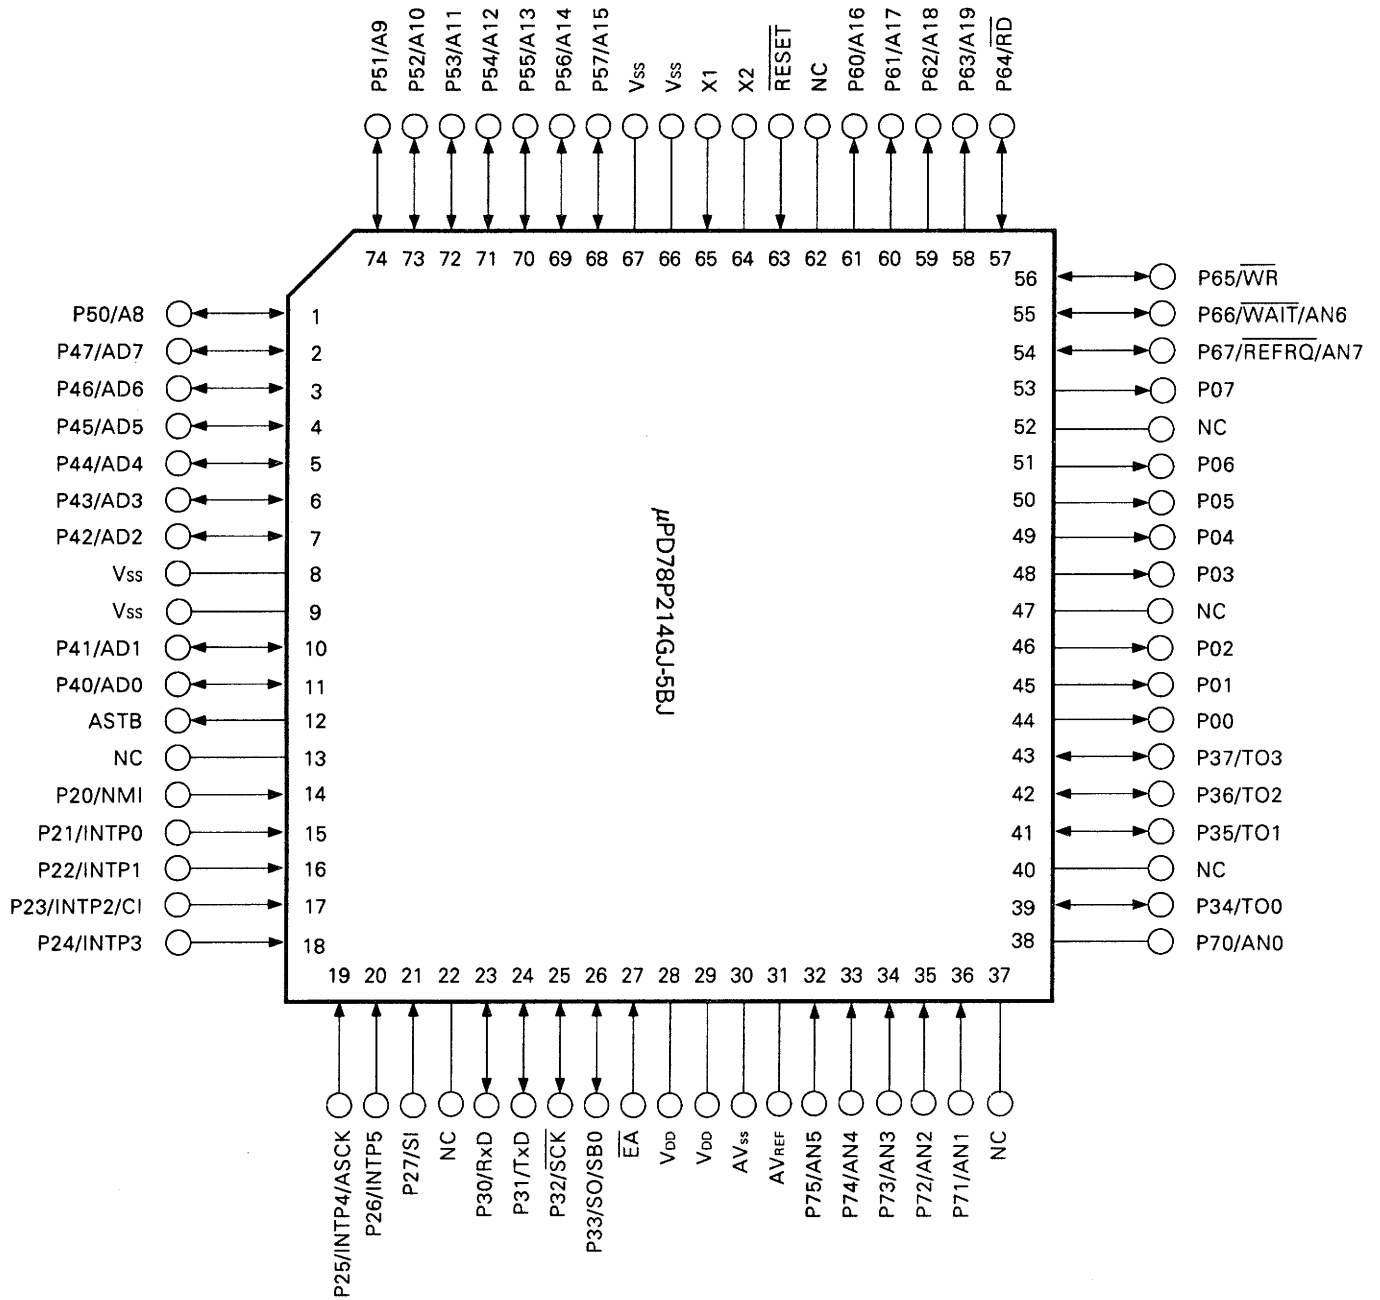 P51/A9
P52/A10
P53/A11
P54/A12
P55/A13
P56/A14
P57/A15
Vss
Vss
X1
X2
RESET
NC
P60/A16
P61/A17
P62/A18
P63/A19
P64/RD
74 73 72 71 70 69 68 67 66 65 64 63 62 61 60 59 58 57
P50/A8 1
P47/AD7 2
P46/AD6 3
P45/AD5 4
P44/AD4 5
P43/AD3 6
P42/AD2 7
Vss 8
Vss 9
P41/AD1 10
P40/AD0 11
ASTB 12
NC 13
P20/NMI 14
P21/INTP0 15
P22/INTP1 16
P23/INTP2/CI 17
P24/INTP3 18
μPD78P214GJ-5BJ
56 P65/WR
55 P66/WAIT/AN6
54 P67/REFRQ/AN7
53 P07
52 NC
51 P06
50 P05
49 P04
48 P03
47 NC
46 P02
45 P01
44 P00
43 P37/TO3
42 P36/TO2
41 P35/TO1
40 NC
39 P34/TO0
38 P70/AN0
19 20 21 22 23 24 25 26 27 28 29 30 31 32 33 34 35 36 37
P25/INTP4/ASCK
P26/INTP5
P27/SI
NC
P30/RxD
P31/TxD
P32/SCK
P33/SO/SB0
EA
VDD
VDD
AVss
AVREF
P75/AN5
P74/AN4
P73/AN3
P72/AN2
P71/AN1
NC